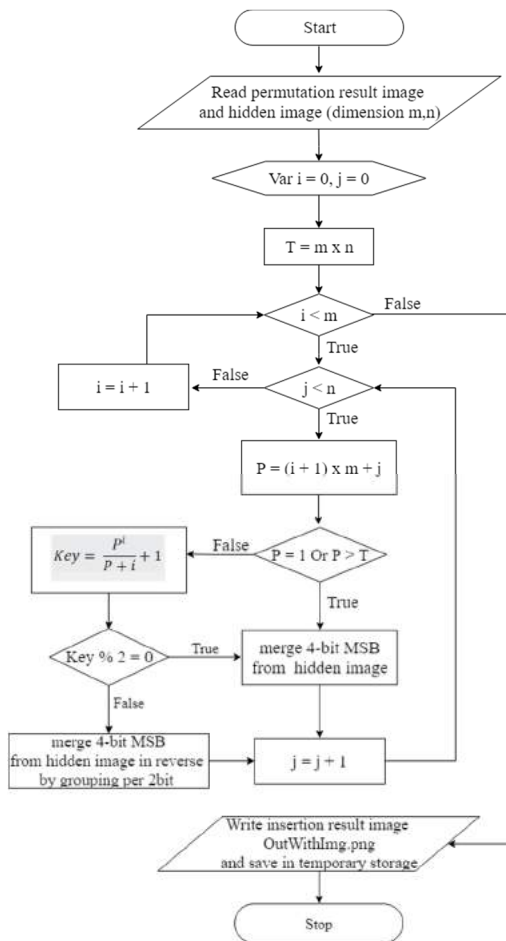 Start
Read permutation result image
and hidden image (dimension m,n)
Var i = 0, j = 0
T = m x n
i < m
False
True
j < n
False
True
i = i + 1
P = (i + 1) x m + j
P = 1 Or P > T
False
True
Key = P^i / P + i + 1
Key % 2 = 0
True
False
merge 4-bit MSB
from hidden image
merge 4-bit MSB
from hidden image in reverse
by grouping per 2bit
j = j + 1
Write insertion result image
OutWithImg.png
and save in temporary storage
Stop